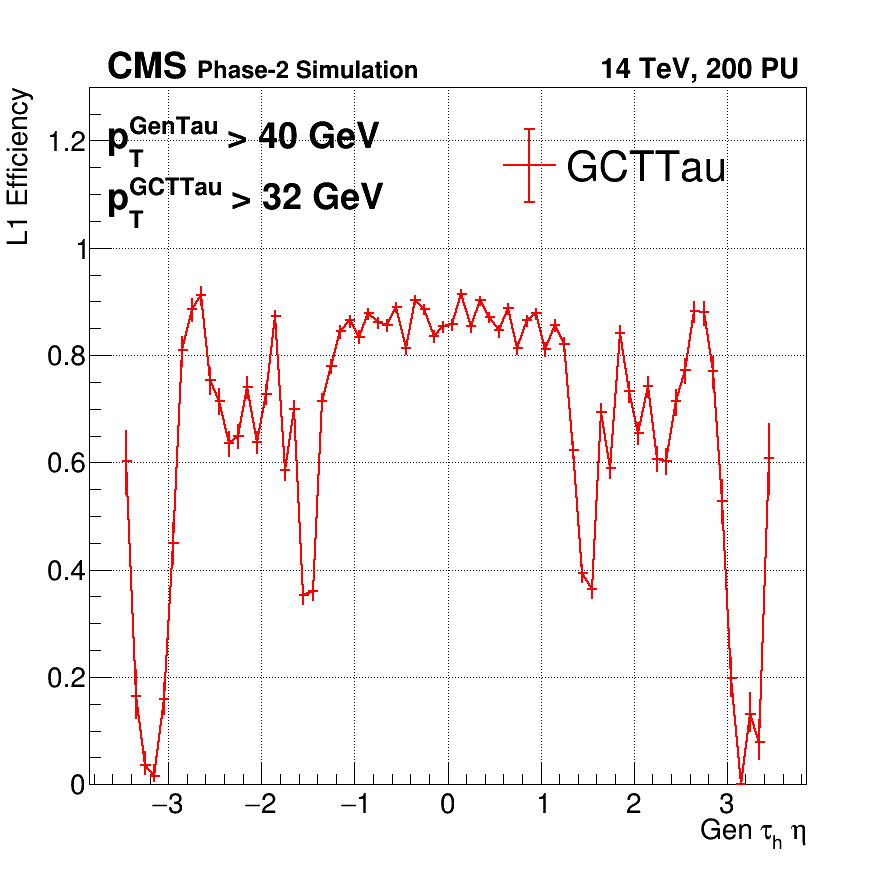 CMS Phase-2 Simulation 14 TeV, 200 PU
L1 Efficiency
p_T^GenTau > 40 GeV
p_T^GCTTau > 32 GeV
GCTTau
1.2
1
0.8
0.6
0.4
0.2
0
−3 −2 −1 0 1 2 3
Gen τ_h η